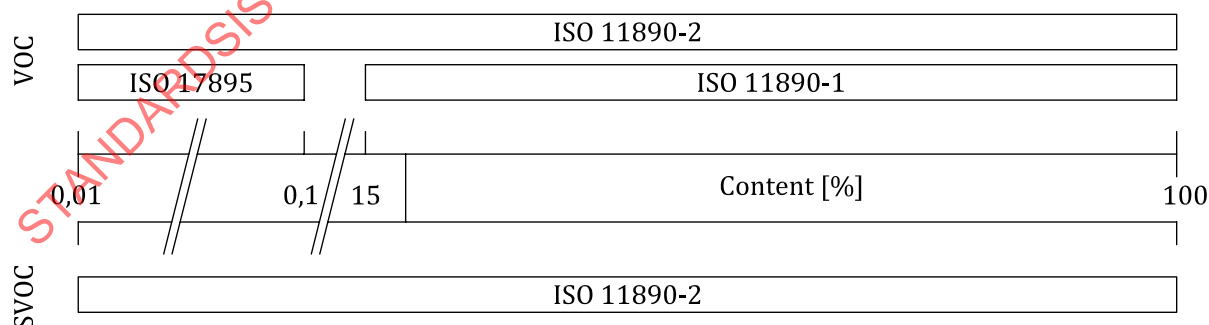 VOC
ISO 11890-2
ISO 17895
ISO 11890-1
0,01
0,1
15
Content [%]
100
SVOC
ISO 11890-2
STANDARDSIS